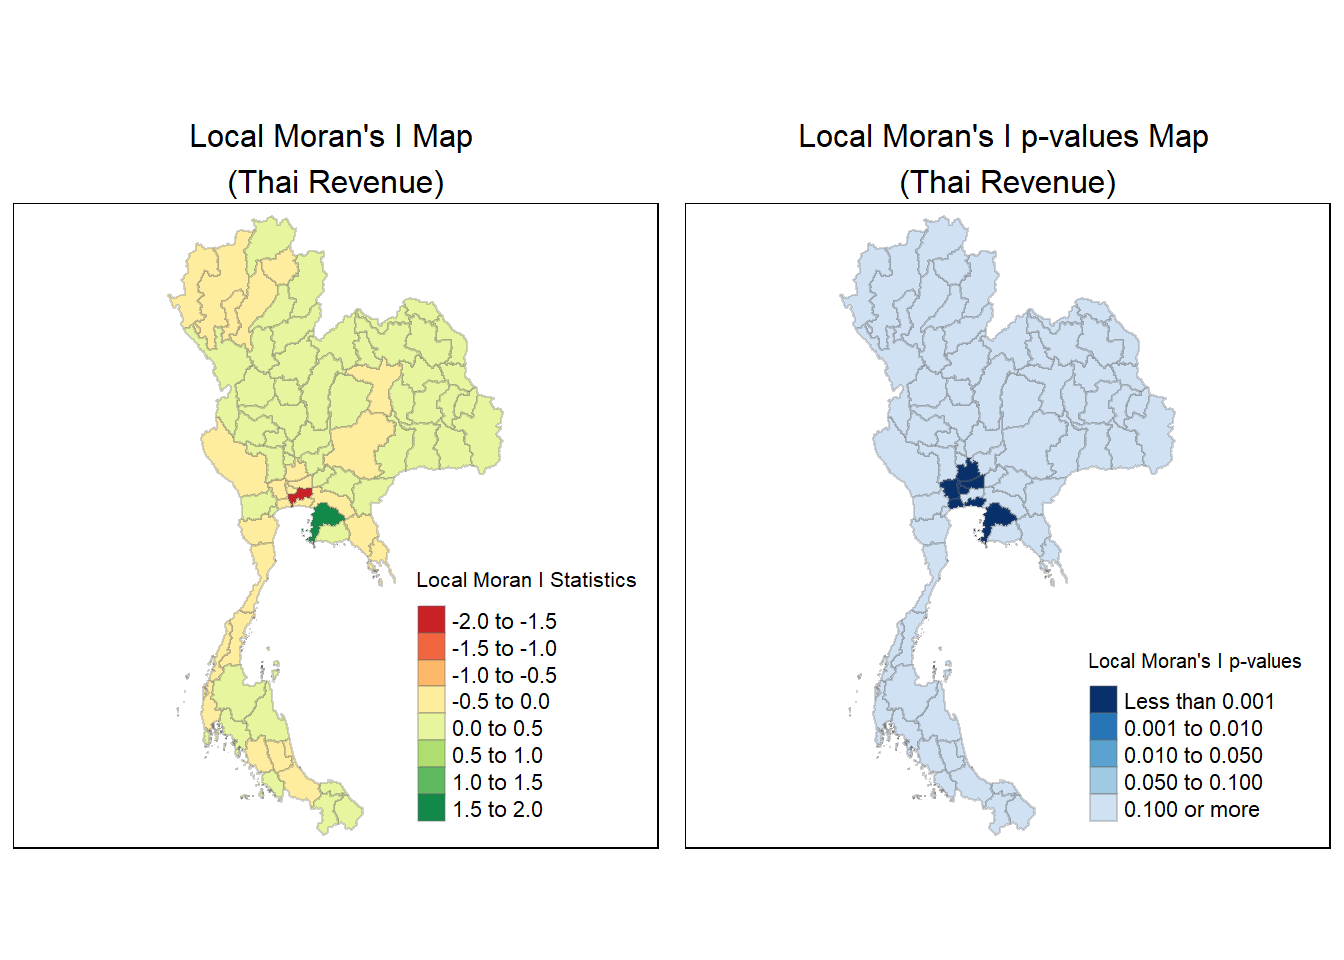 Local Moran's I Map
(Thai Revenue)
Local Moran I Statistics
-2.0 to -1.5
-1.5 to -1.0
-1.0 to -0.5
-0.5 to 0.0
0.0 to 0.5
0.5 to 1.0
1.0 to 1.5
1.5 to 2.0
Local Moran's I p-values Map
(Thai Revenue)
Local Moran's I p-values
Less than 0.001
0.001 to 0.010
0.010 to 0.050
0.050 to 0.100
0.100 or more